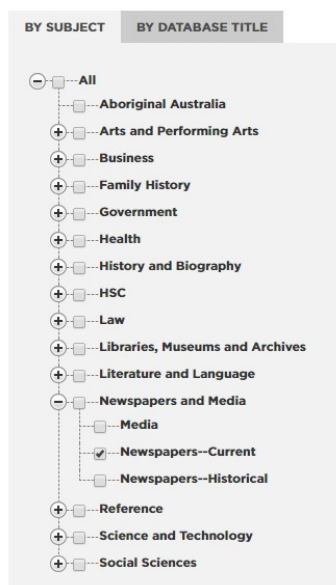 BY SUBJECT BY DATABASE TITLE
All
Aboriginal Australia
Arts and Performing Arts
Business
Family History
Government
Health
History and Biography
HSC
Law
Libraries, Museums and Archives
Literature and Language
Newspapers and Media
Media
Newspapers--Current
Newspapers--Historical
Reference
Science and Technology
Social Sciences